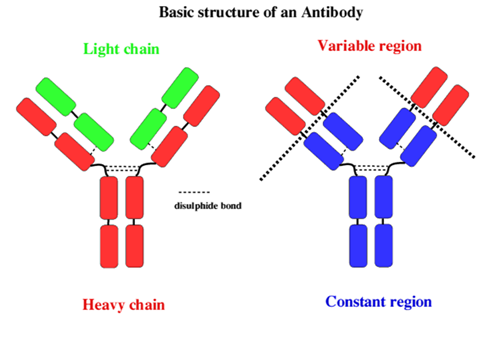 Basic structure of an Antibody
Light chain
Variable region
disulphide bond
Heavy chain
Constant region